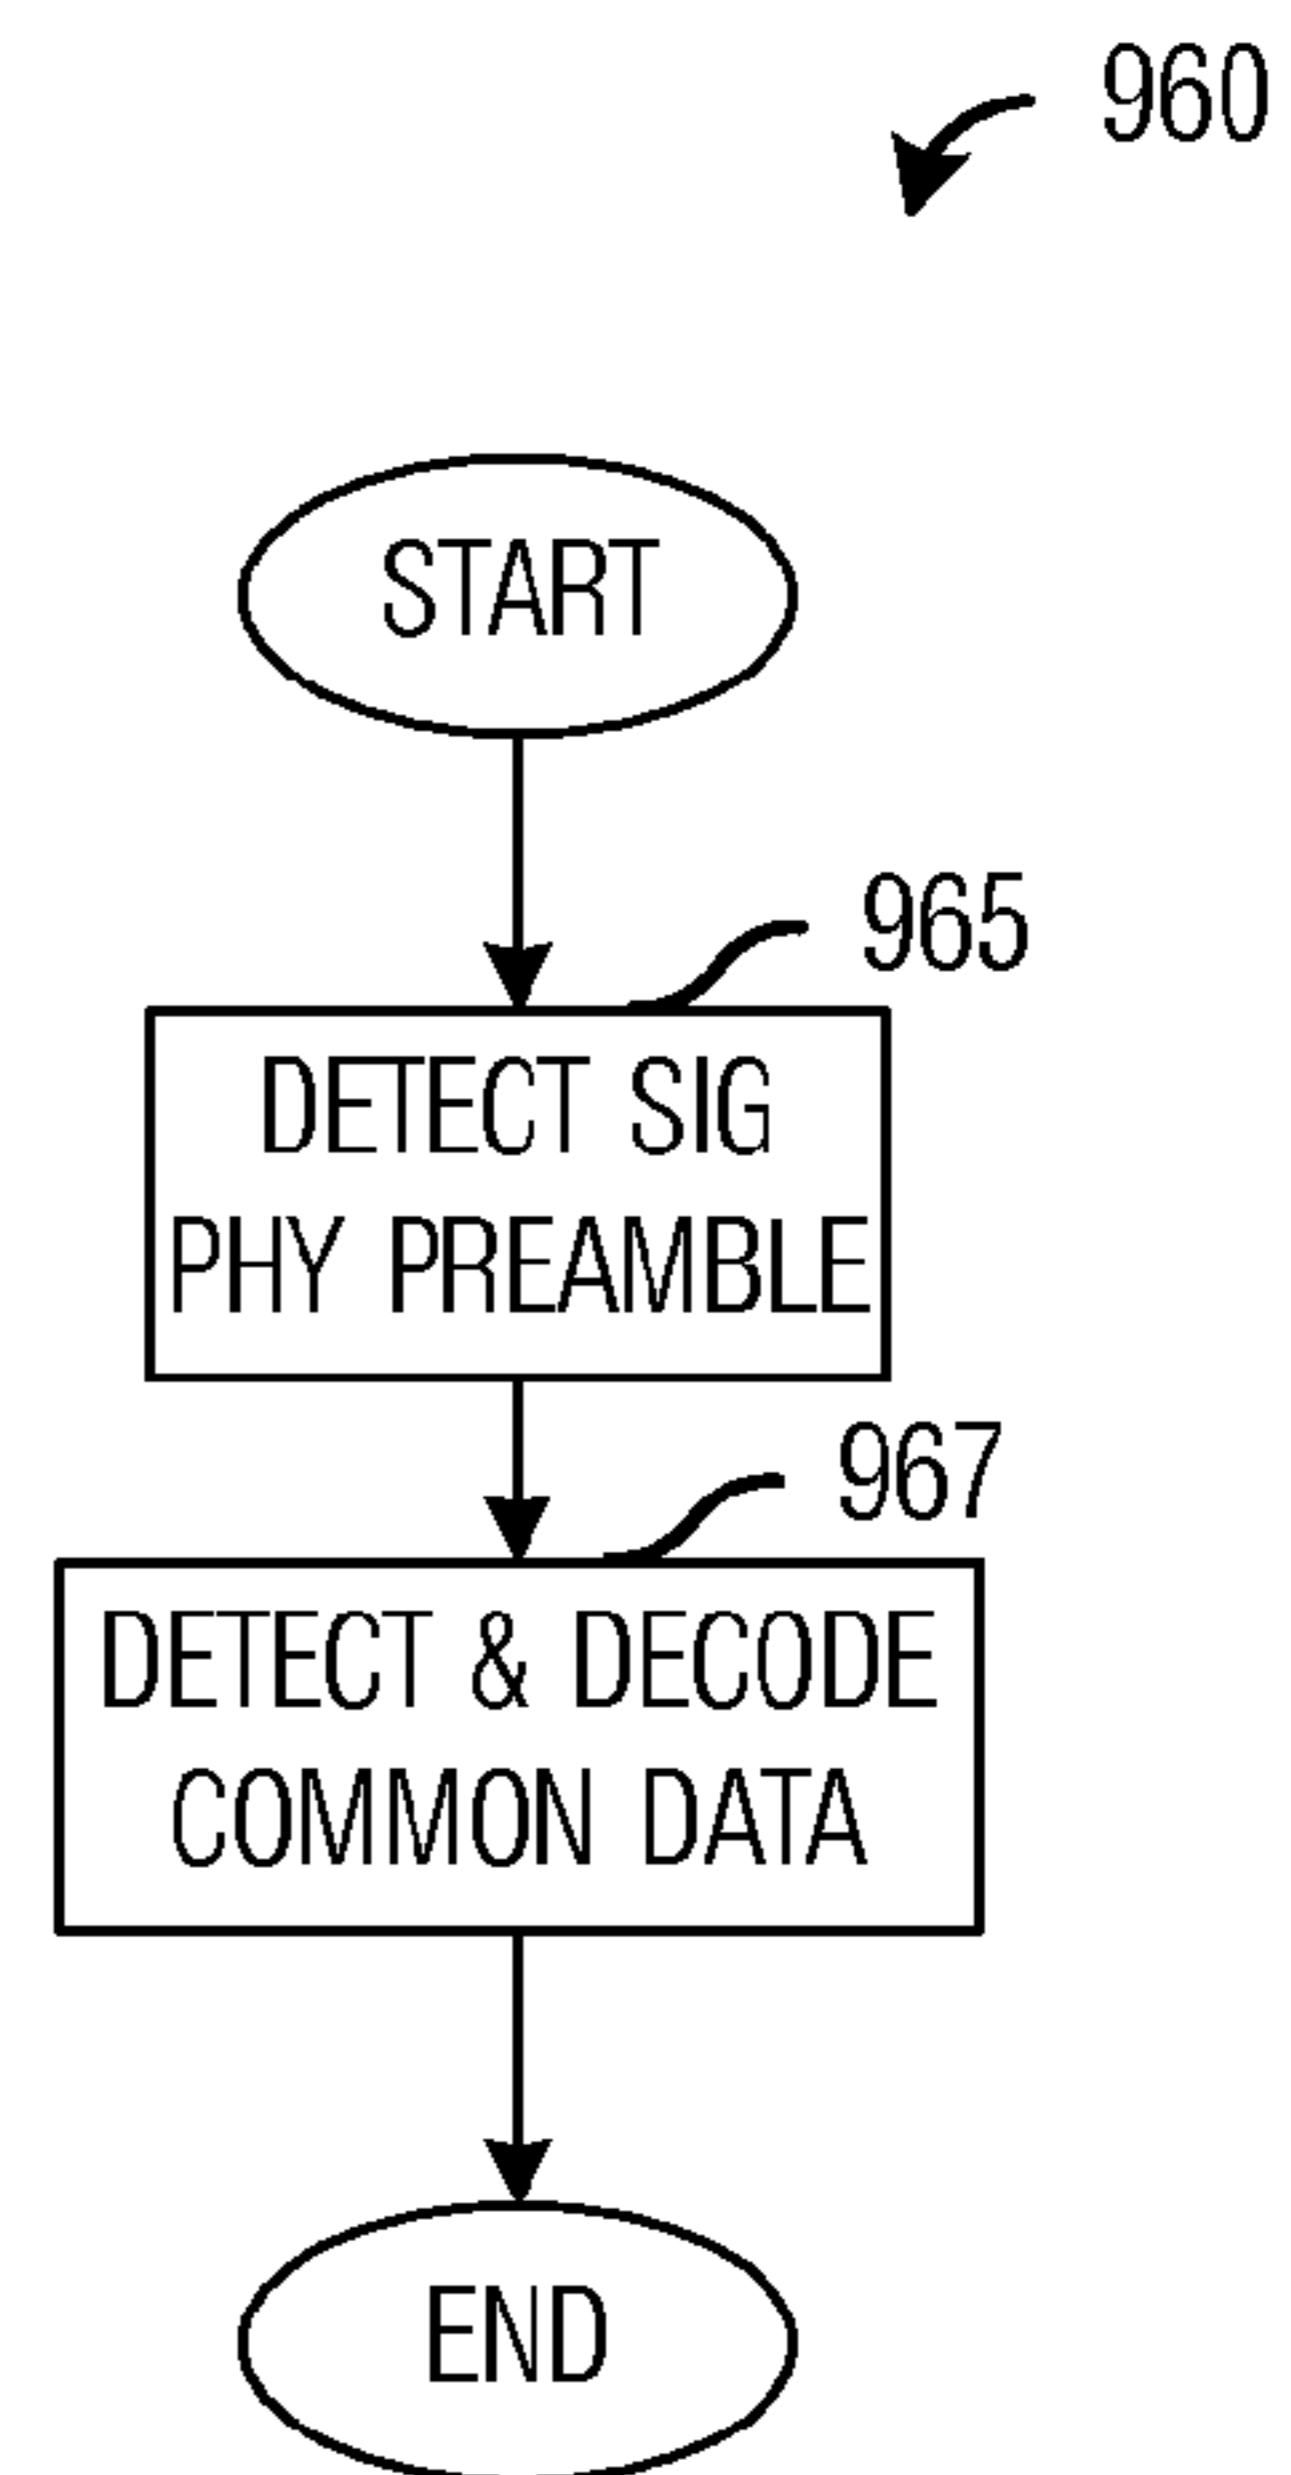 960
START
965
DETECT SIG
PHY PREAMBLE
967
DETECT & DECODE
COMMON DATA
END